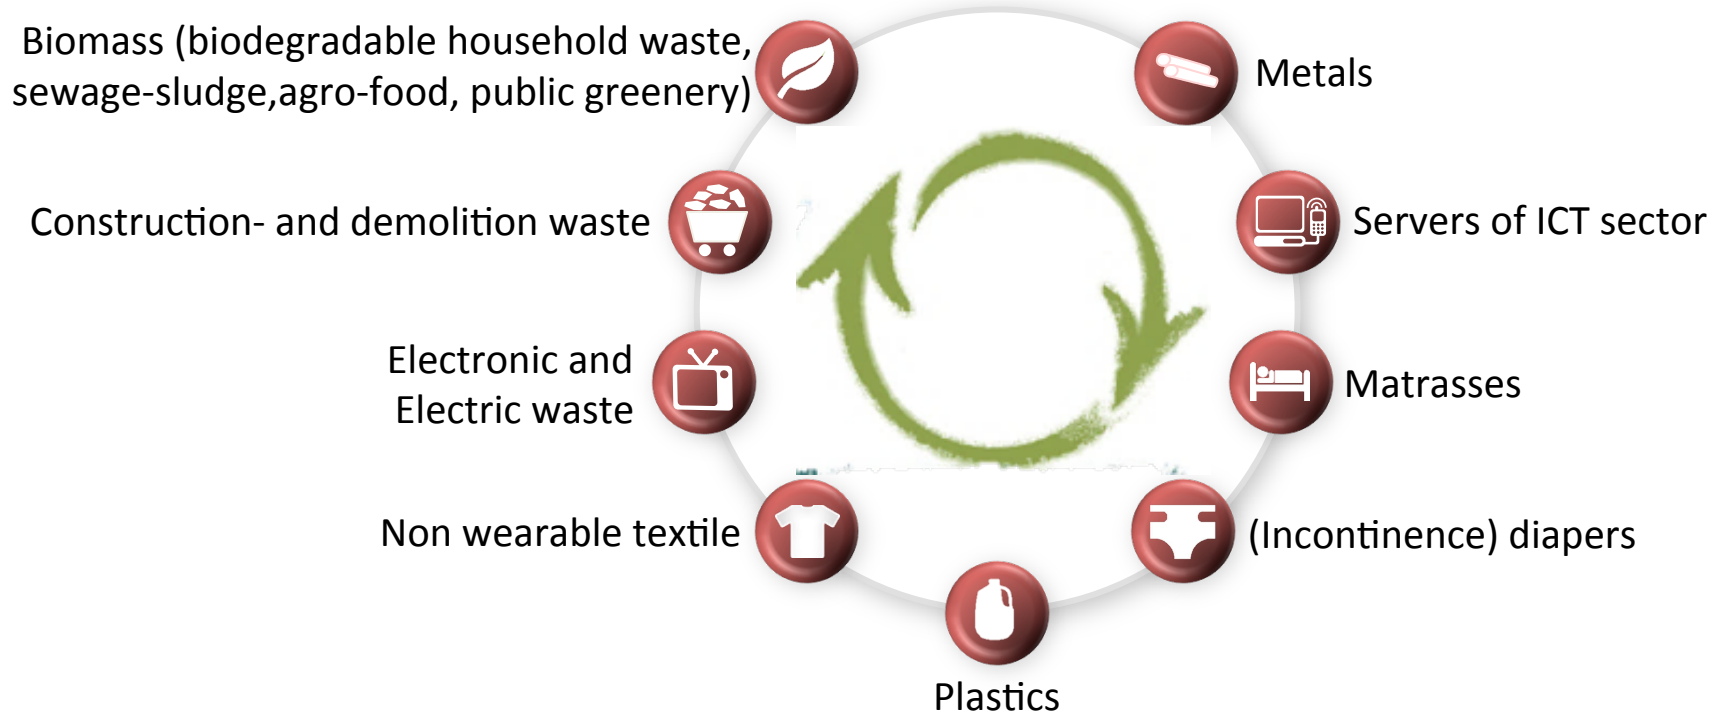 Biomass (biodegradable household waste,
sewage-sludge,agro-food, public greenery)
Metals
Construction- and demolition waste
Servers of ICT sector
Electronic and
Electric waste
Matrasses
Non wearable textile
(Incontinence) diapers
Plastics